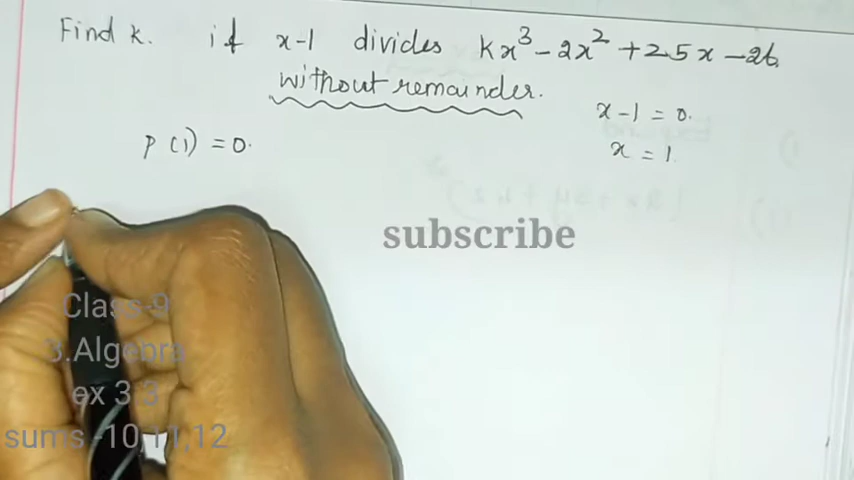 Find k. if x-1 divides kx³ - 2x² + 25x - 26
without remainder.
x - 1 = 0.
P(1) = 0.
x = 1.
subscribe
Class-9
3.Algebra
ex 3.3
sums -10,11,12